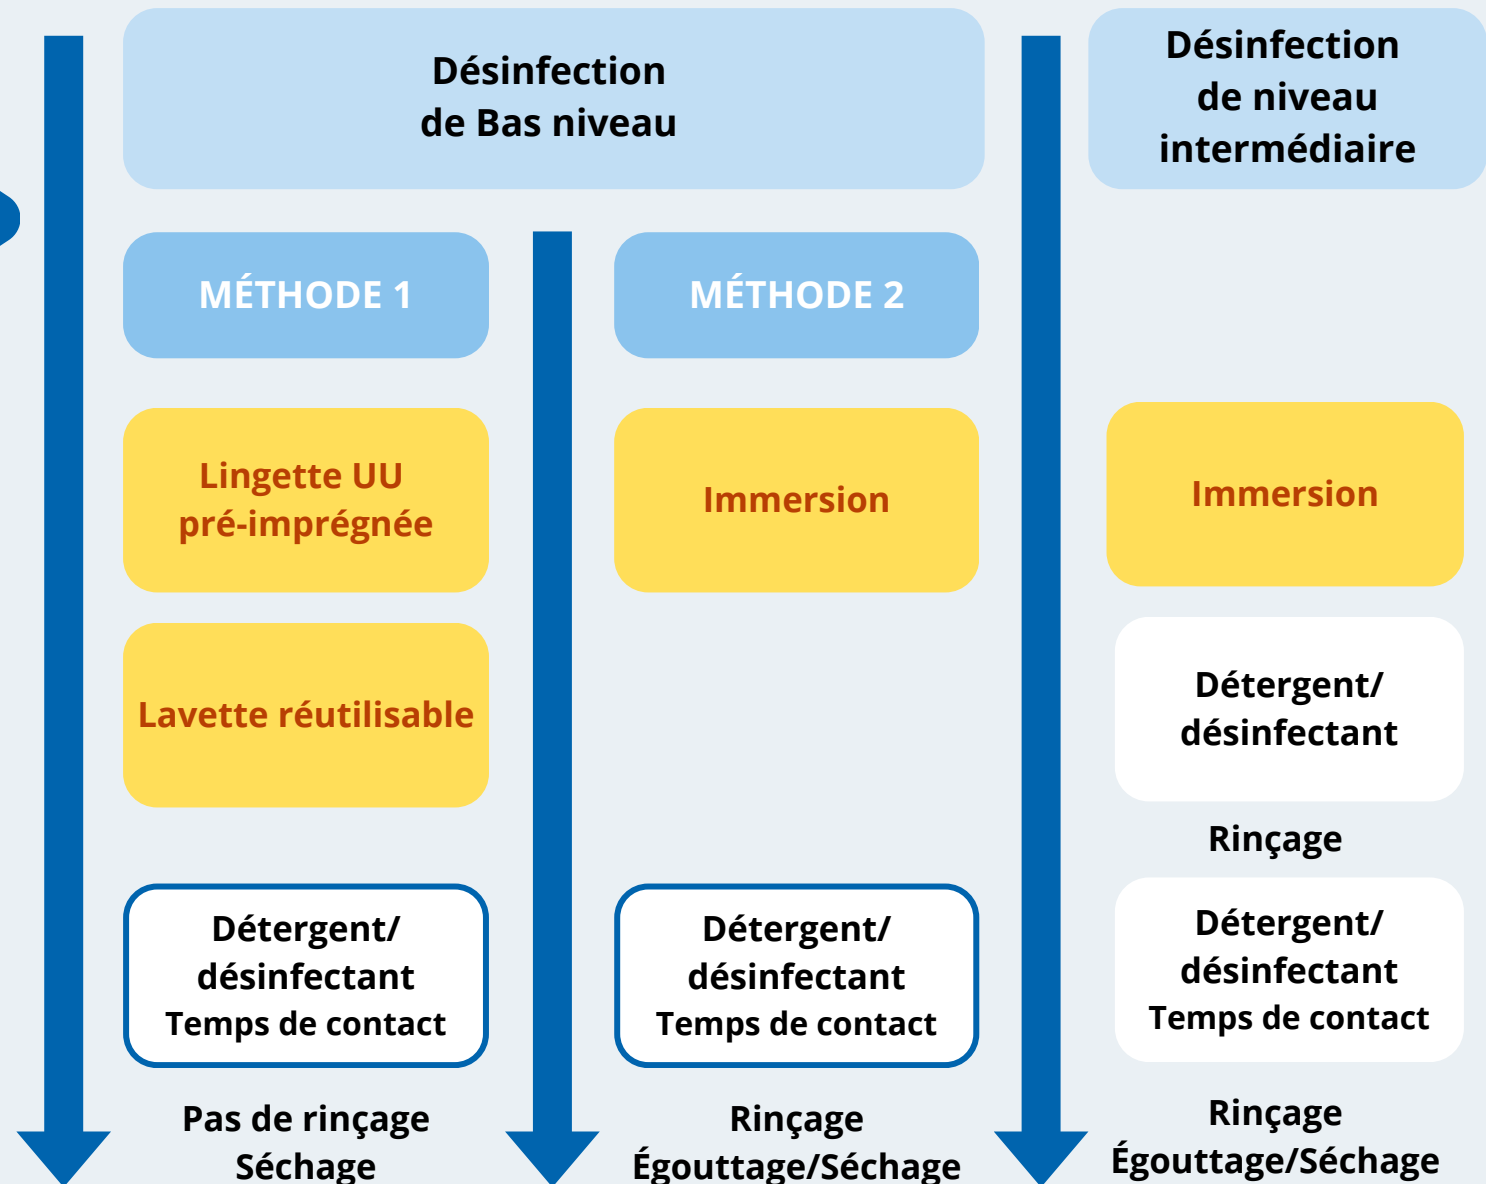 Désinfection
de Bas niveau
Désinfection
de niveau
intermédiaire
MÉTHODE 1
MÉTHODE 2
Lingette UU
pré-imprégnée
Immersion
Immersion
Lavette réutilisable
Détergent/
désinfectant
Rinçage
Détergent/
désinfectant
Temps de contact
Détergent/
désinfectant
Temps de contact
Détergent/
désinfectant
Temps de contact
Pas de rinçage
Séchage
Rinçage
Égouttage/Séchage
Rinçage
Égouttage/Séchage